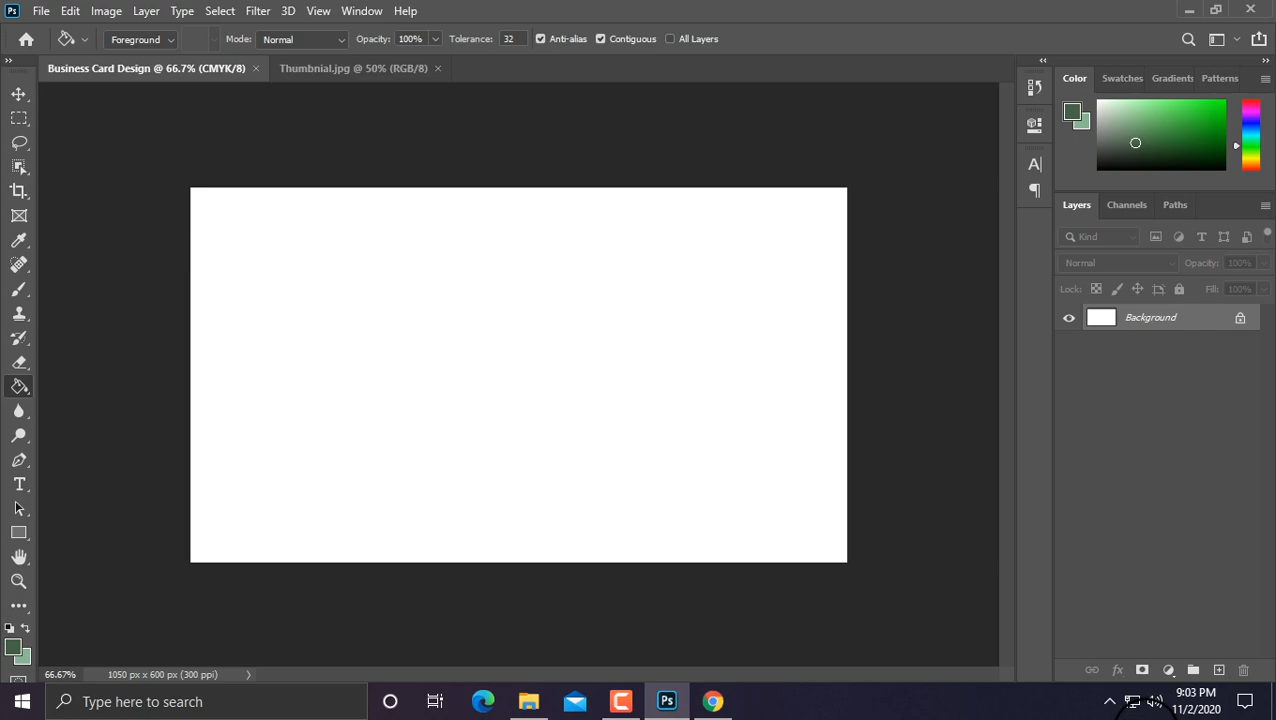 Ps File Edit Image Layer Type Select Filter 3D View Window Help
Foreground Mode: Normal Opacity: 100% Tolerance: 32 Anti-alias Contiguous All Layers
Business Card Design @ 66.7% (CMYK/8) Thumbnial.jpg @ 50% (RGB/8)
Color Swatches Gradients Patterns
Layers Channels Paths
Kind
Normal Opacity: 100%
Lock: Fill: 100%
Background
66.67% 1050 px x 600 px (300 ppi)
Type here to search
Ps
9:03 PM
11/2/2020